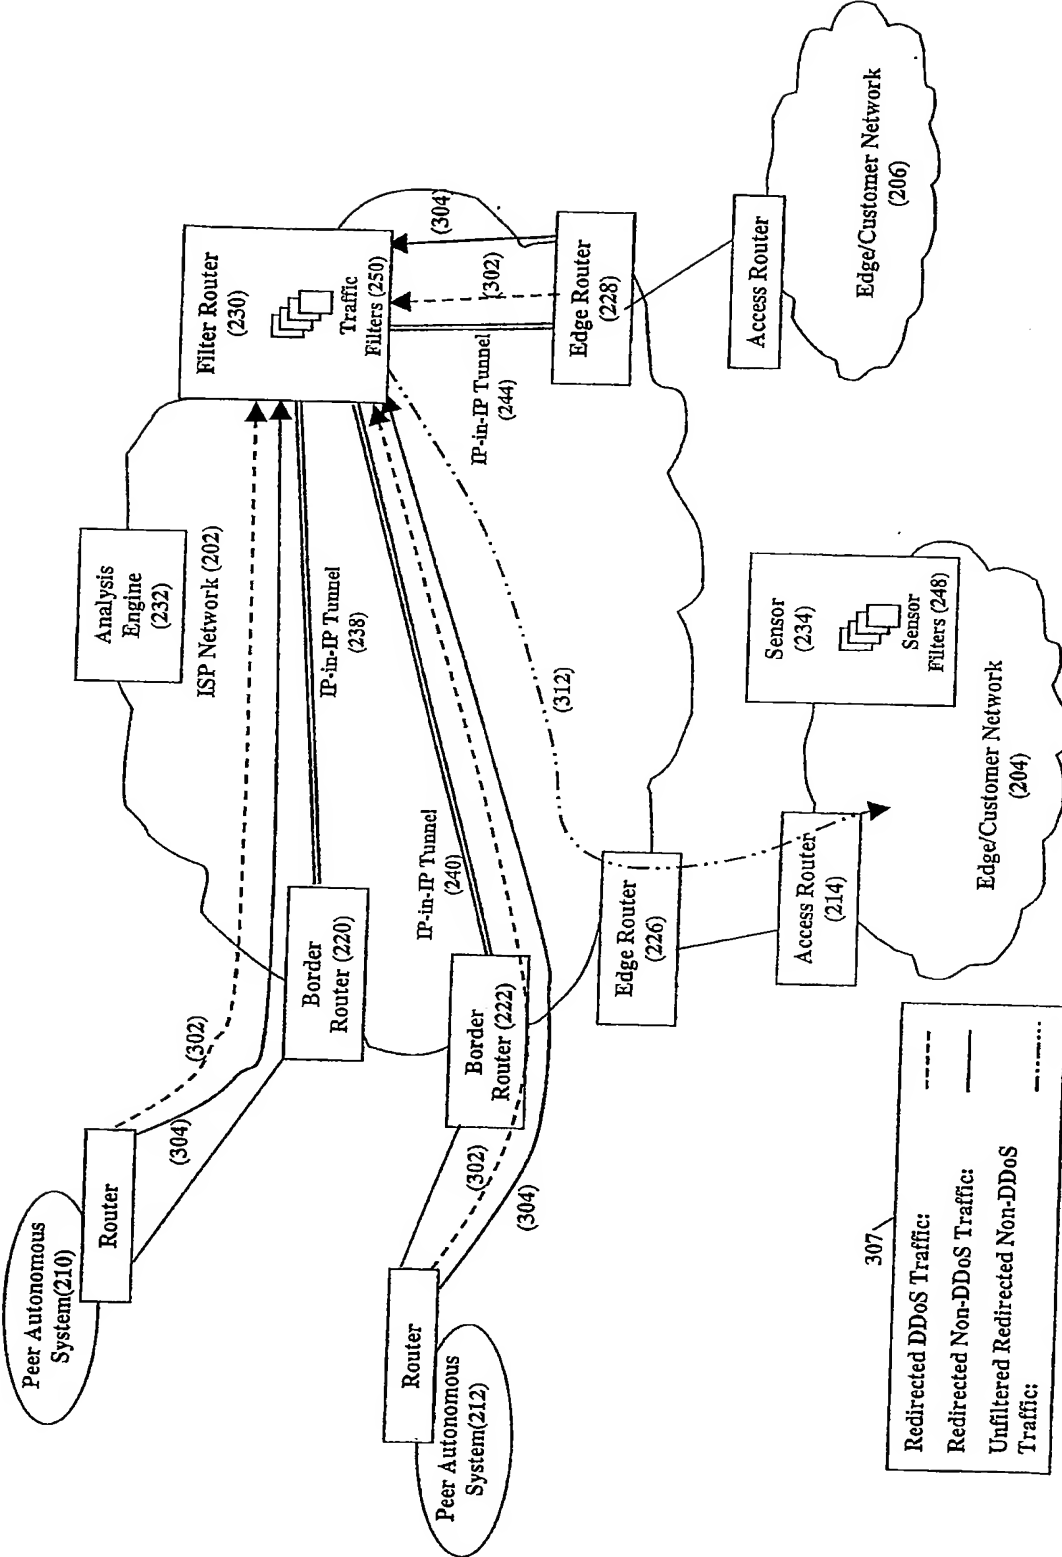 Peer Autonomous
System(210)
Router
(302)
(304)
Analysis
Engine
(232)
ISP Network (202)
Filter Router
(230)
Traffic
Filters (250)
Border
Router (220)
IP-in-IP Tunnel
(238)
Peer Autonomous
System(212)
Router
(302)
(304)
Border
Router (222)
IP-in-IP Tunnel
(240)
(312)
IP-in-IP Tunnel
(244)
(302)
(304)
Edge Router
(228)
Edge Router
(226)
Access Router
(214)
Sensor
(234)
Sensor
Filters (248)
Edge/Customer Network
(204)
Access Router
Edge/Customer Network
(206)
307
Redirected DDoS Traffic:
Redirected Non-DDoS Traffic:
Unfiltered Redirected Non-DDoS
Traffic: